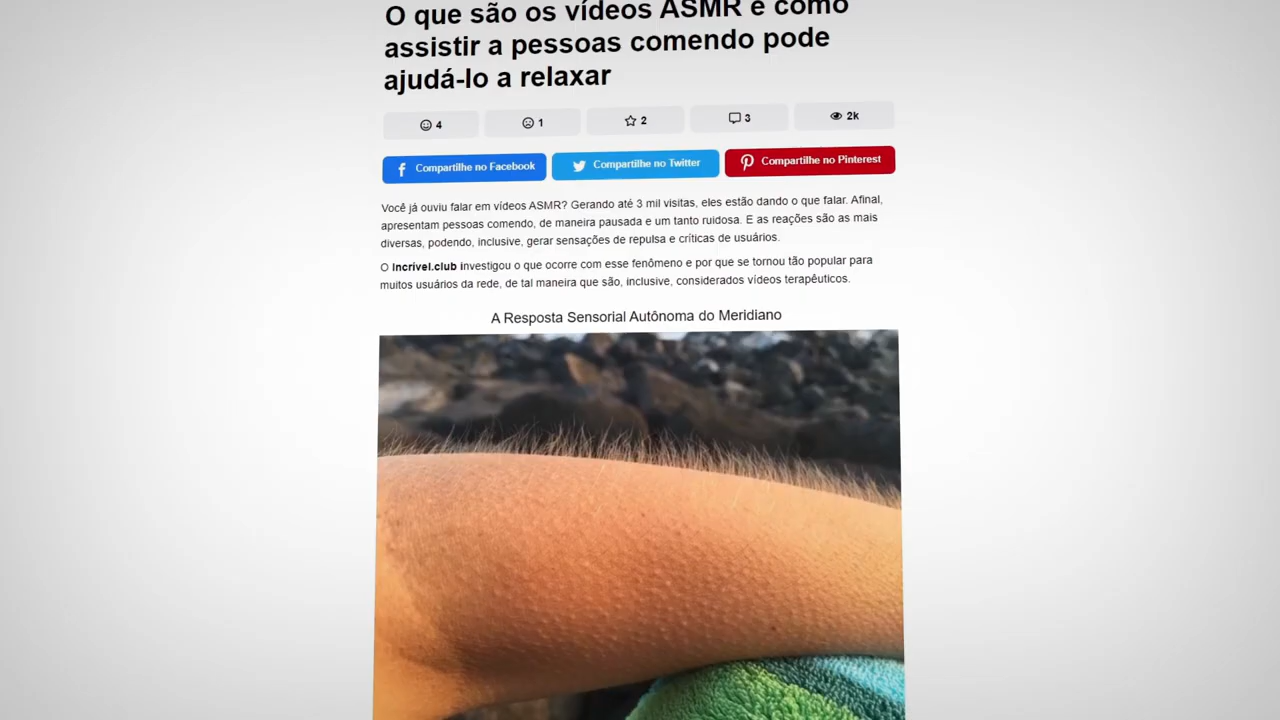 O que são os vídeos ASMR e como
assistir a pessoas comendo pode
ajudá-lo a relaxar
4
1
2
3
2k
Compartilhe no Facebook
Compartilhe no Twitter
Compartilhe no Pinterest
Você já ouviu falar em vídeos ASMR? Gerando até 3 mil visitas, eles estão dando o que falar. Afinal,
apresentam pessoas comendo, de maneira pausada e um tanto ruidosa. E as reações são as mais
diversas, podendo, inclusive, gerar sensações de repulsa e críticas de usuários.
O Incrível.club investigou o que ocorre com esse fenômeno e por que se tornou tão popular para
muitos usuários da rede, de tal maneira que são, inclusive, considerados vídeos terapêuticos.
A Resposta Sensorial Autônoma do Meridiano